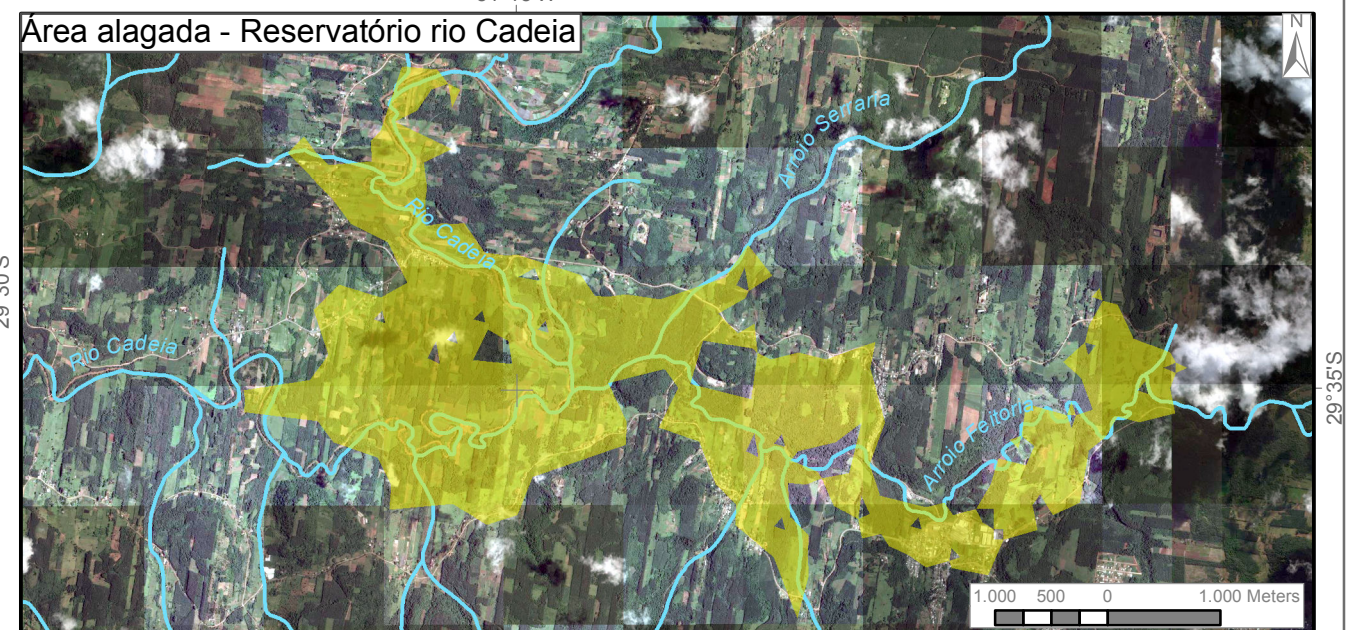 Área alagada - Reservatório rio Cadeia
N
Arroio Serraria
Rio Cadeia
Rio Cadeia
29°35'S
Arroio Feitoria
1.000 500 0 1.000 Meters